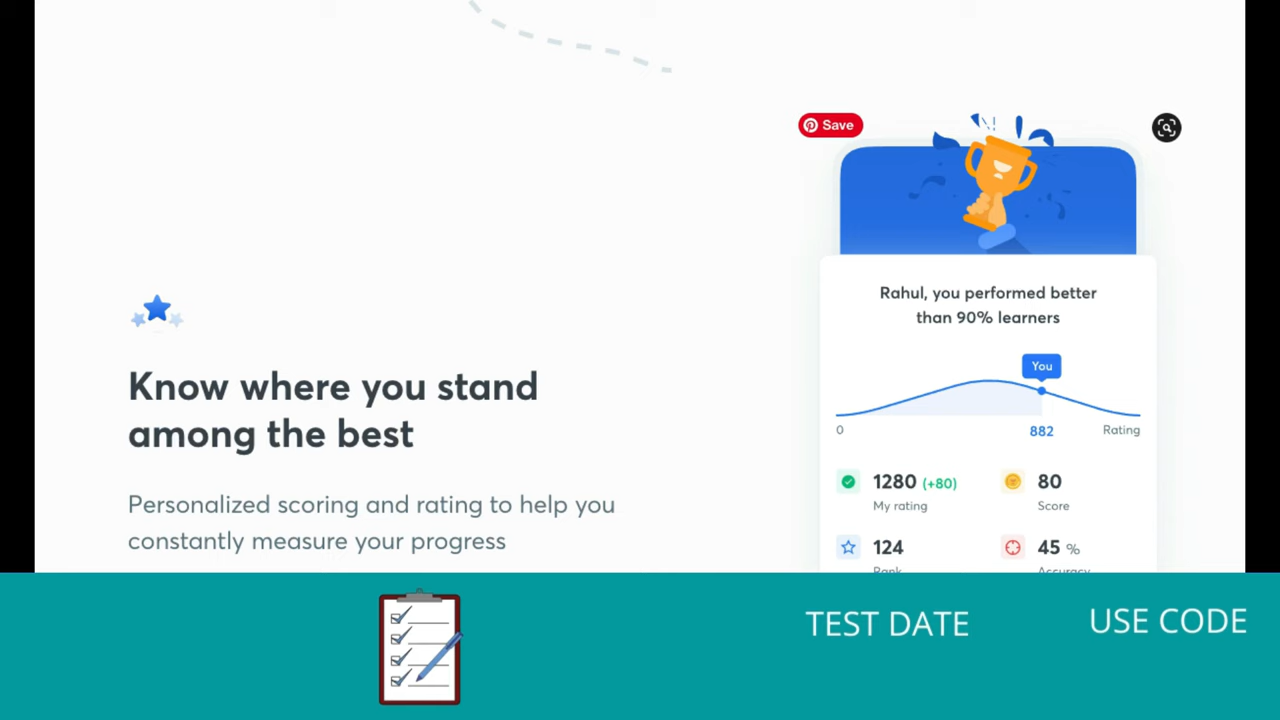 Save
Rahul, you performed better
than 90% learners
You
0
882
Rating
1280 (+80)
My rating
80
Score
124
Rank
45 %
Accuracy
Know where you stand
among the best
Personalized scoring and rating to help you
constantly measure your progress
TEST DATE
USE CODE